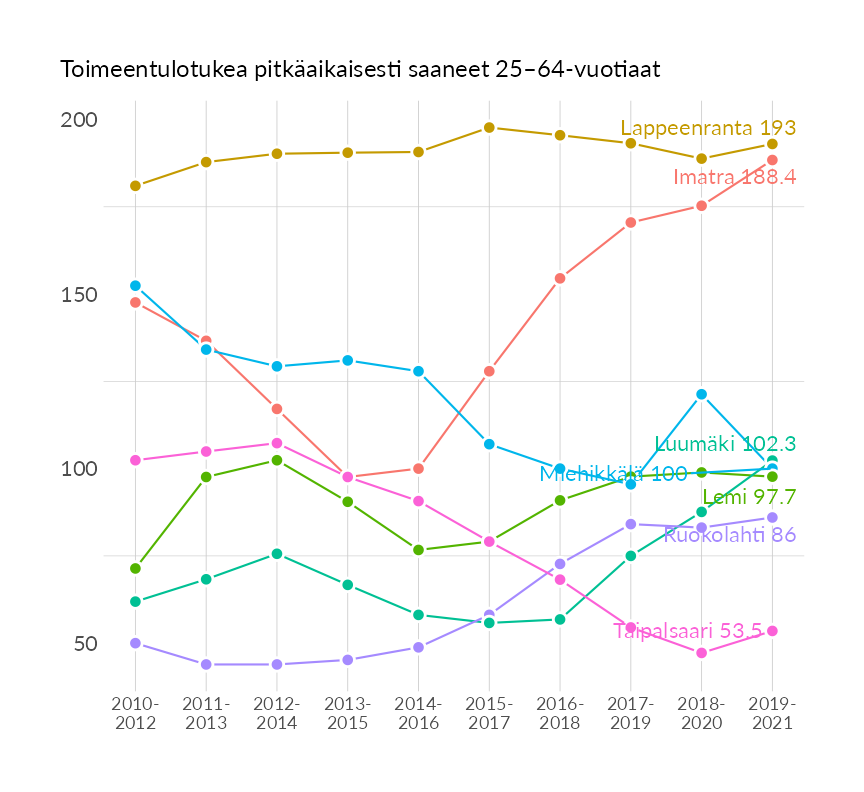 Toimeentulotukea pitkäaikaisesti saaneet 25–64-vuotiaat
200
150
100
50
Lappeenranta 193
Imatra 188.4
Luumäki 102.3
Miehikkälä 100
Lemi 97.7
Ruokolahti 86
Taipalsaari 53.5
2010- 2011- 2012- 2013- 2014- 2015- 2016- 2017- 2018- 2019-
2012 2013 2014 2015 2016 2017 2018 2019 2020 2021